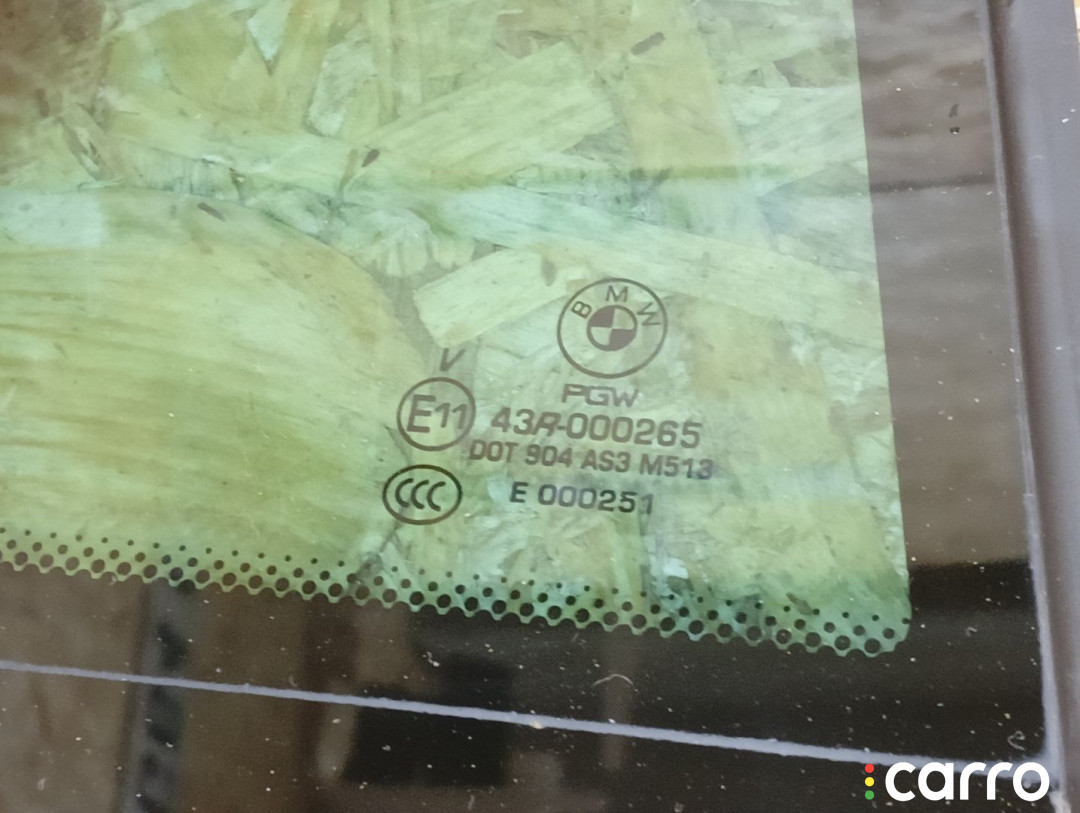 BMW
PGW
V
E11 43R-000265
DOT 904 AS3 M513
CCC E 000251
carro